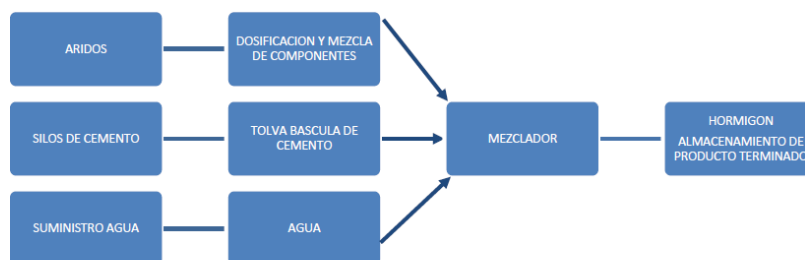 ARIDOS
DOSIFICACION Y MEZCLA
DE COMPONENTES
SILOS DE CEMENTO
TOLVA BASCULA DE
CEMENTO
MEZCLADOR
HORMIGON
ALMACENAMIENTO DE
PRODUCTO TERMINADO
SUMINISTRO AGUA
AGUA